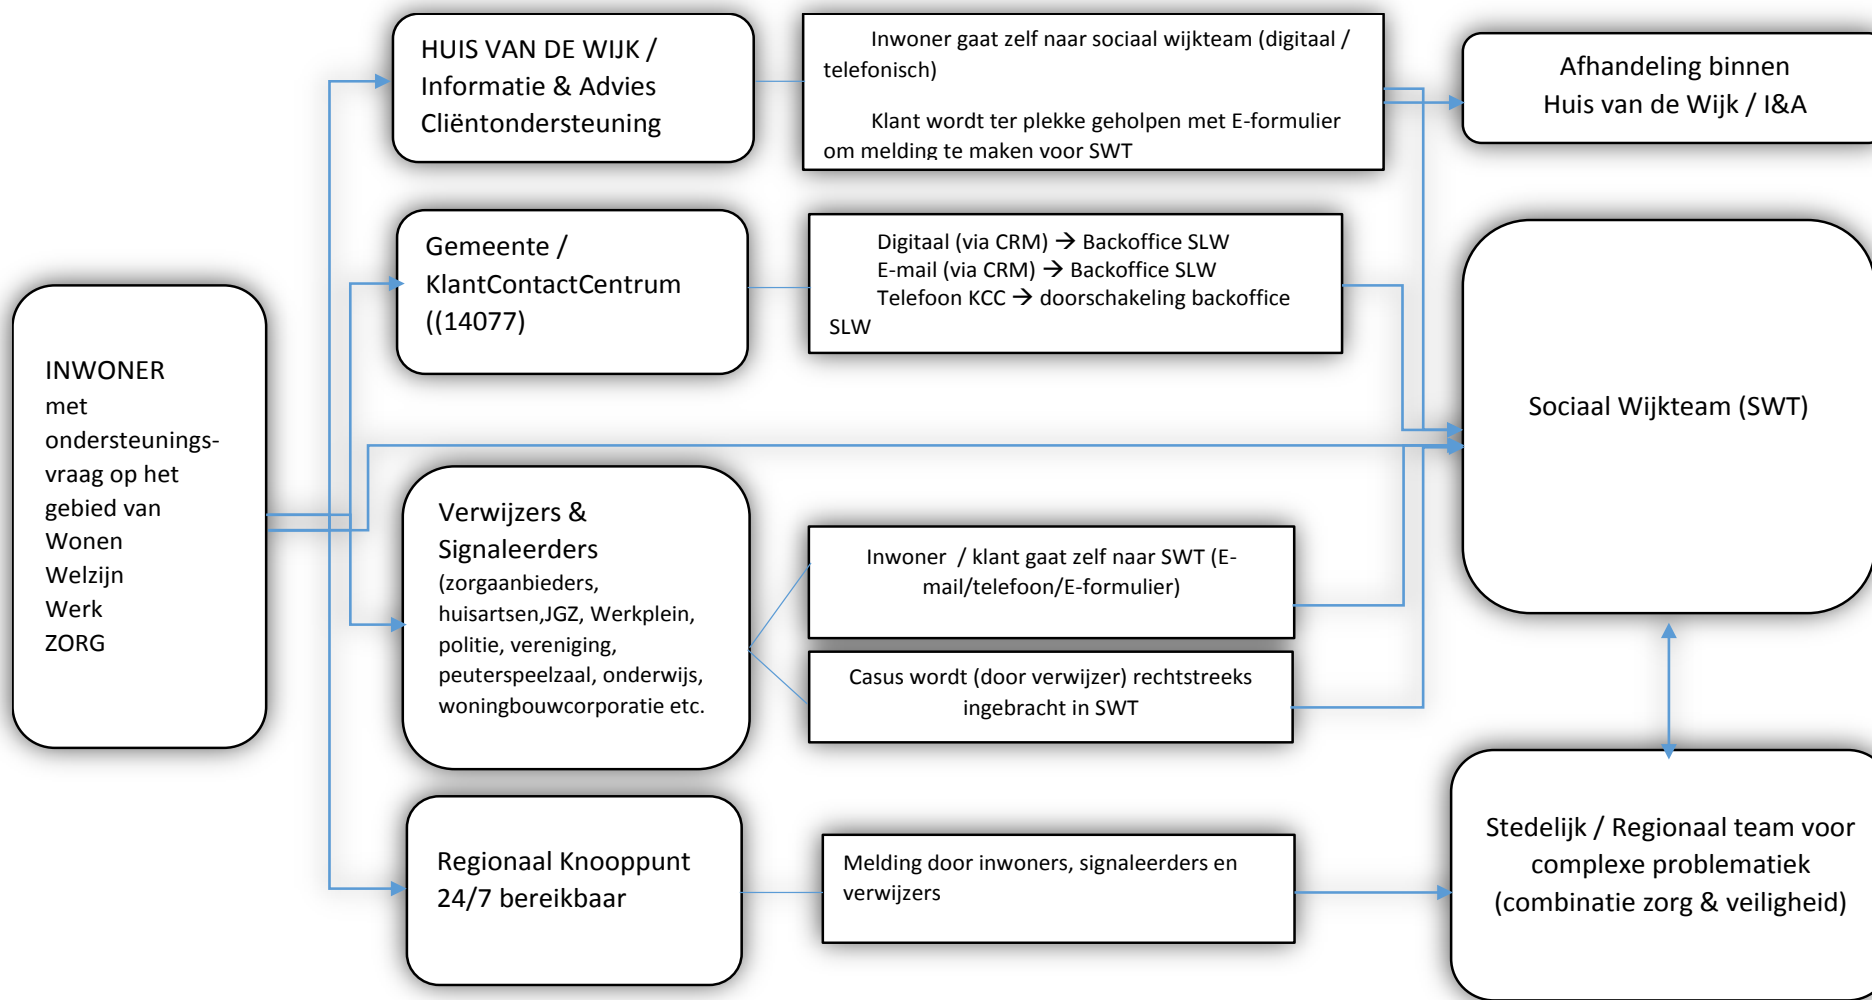 INWONER
met
ondersteunings-
vraag op het
gebied van
Wonen
Welzijn
Werk
ZORG
HUIS VAN DE WIJK /
Informatie & Advies
Cliëntondersteuning
Inwoner gaat zelf naar sociaal wijkteam (digitaal /
telefonisch)
Klant wordt ter plekke geholpen met E-formulier
om melding te maken voor SWT
Afhandeling binnen
Huis van de Wijk / I&A
Gemeente /
KlantContactCentrum
((14077)
Digitaal (via CRM) → Backoffice SLW
E-mail (via CRM) → Backoffice SLW
Telefoon KCC → doorschakeling backoffice
SLW
Sociaal Wijkteam (SWT)
Verwijzers &
Signaleerders
(zorgaanbieders,
huisartsen,JGZ, Werkplein,
politie, vereniging,
peuterspeelzaal, onderwijs,
woningbouwcorporatie etc.
Inwoner / klant gaat zelf naar SWT (E-
mail/telefoon/E-formulier)
Casus wordt (door verwijzer) rechtstreeks
ingebracht in SWT
Regionaal Knooppunt
24/7 bereikbaar
Melding door inwoners, signaleerders en
verwijzers
Stedelijk / Regionaal team voor
complexe problematiek
(combinatie zorg & veiligheid)